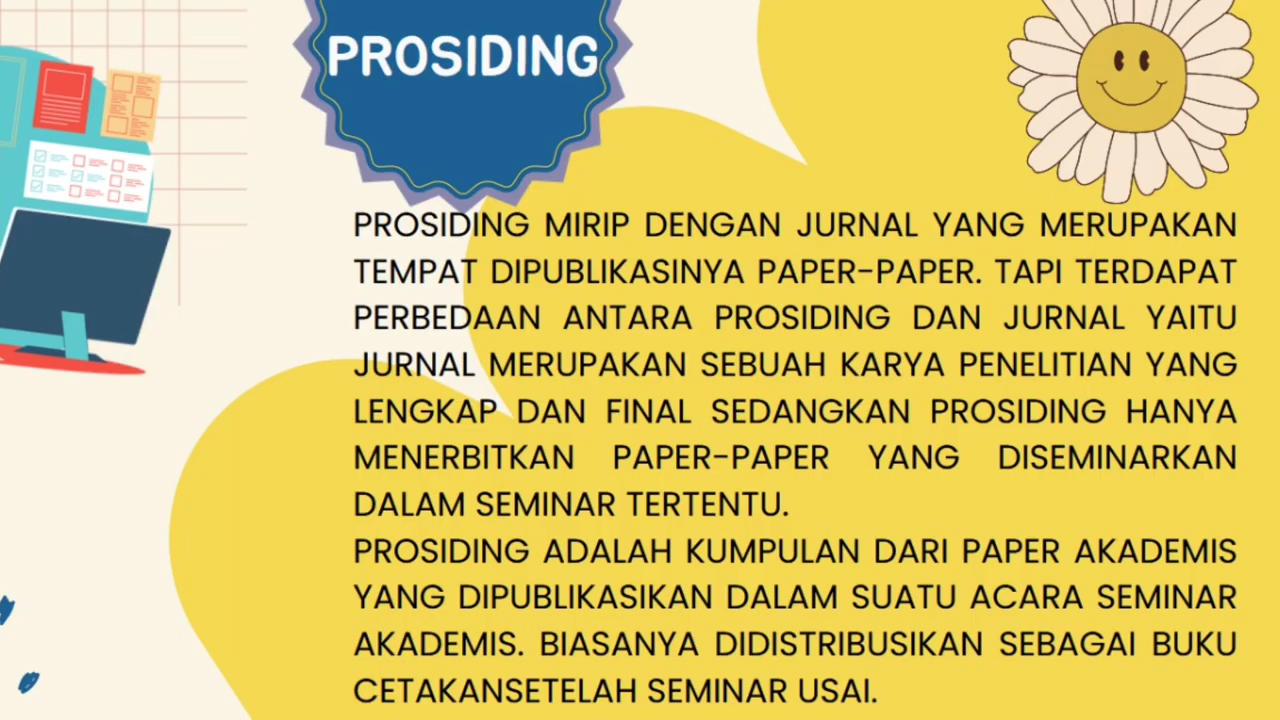 PROSIDING
PROSIDING MIRIP DENGAN JURNAL YANG MERUPAKAN
TEMPAT DIPUBLIKASINYA PAPER-PAPER. TAPI TERDAPAT
PERBEDAAN ANTARA PROSIDING DAN JURNAL YAITU
JURNAL MERUPAKAN SEBUAH KARYA PENELITIAN YANG
LENGKAP DAN FINAL SEDANGKAN PROSIDING HANYA
MENERBITKAN PAPER-PAPER YANG DISEMINARKAN
DALAM SEMINAR TERTENTU.
PROSIDING ADALAH KUMPULAN DARI PAPER AKADEMIS
YANG DIPUBLIKASIKAN DALAM SUATU ACARA SEMINAR
AKADEMIS. BIASANYA DIDISTRIBUSIKAN SEBAGAI BUKU
CETAKANSETELAH SEMINAR USAI.